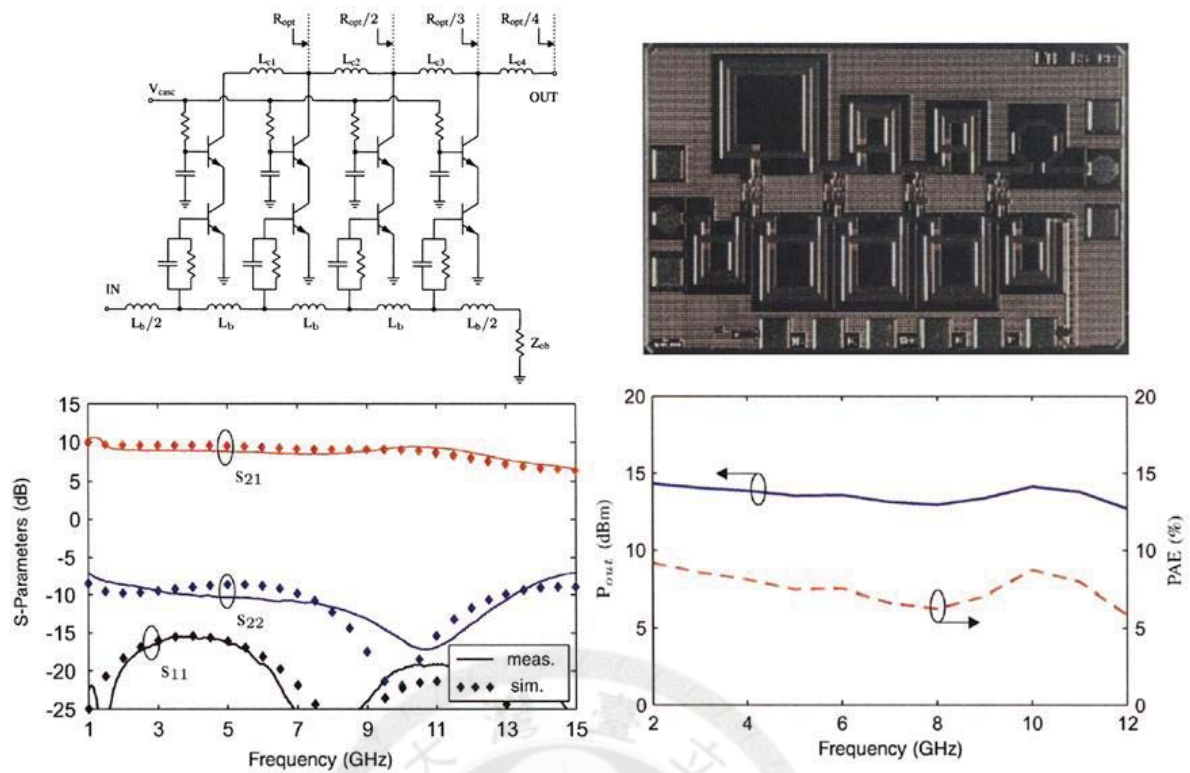 R_opt R_opt/2 R_opt/3 R_opt/4
L_c1 L_c2 L_c3 L_c4
V_casc
OUT
IN
L_b/2 L_b L_b L_b L_b/2
Z_ob
15
10
5
0
-5
-10
-15
-20
-25
S-Parameters (dB)
S21
S22
S11
meas.
sim.
1 3 5 7 9 11 13 15
Frequency (GHz)
20
15
10
5
0
P_out (dBm)
20
15
10
5
0
PAE (%)
2 4 6 8 10 12
Frequency (GHz)